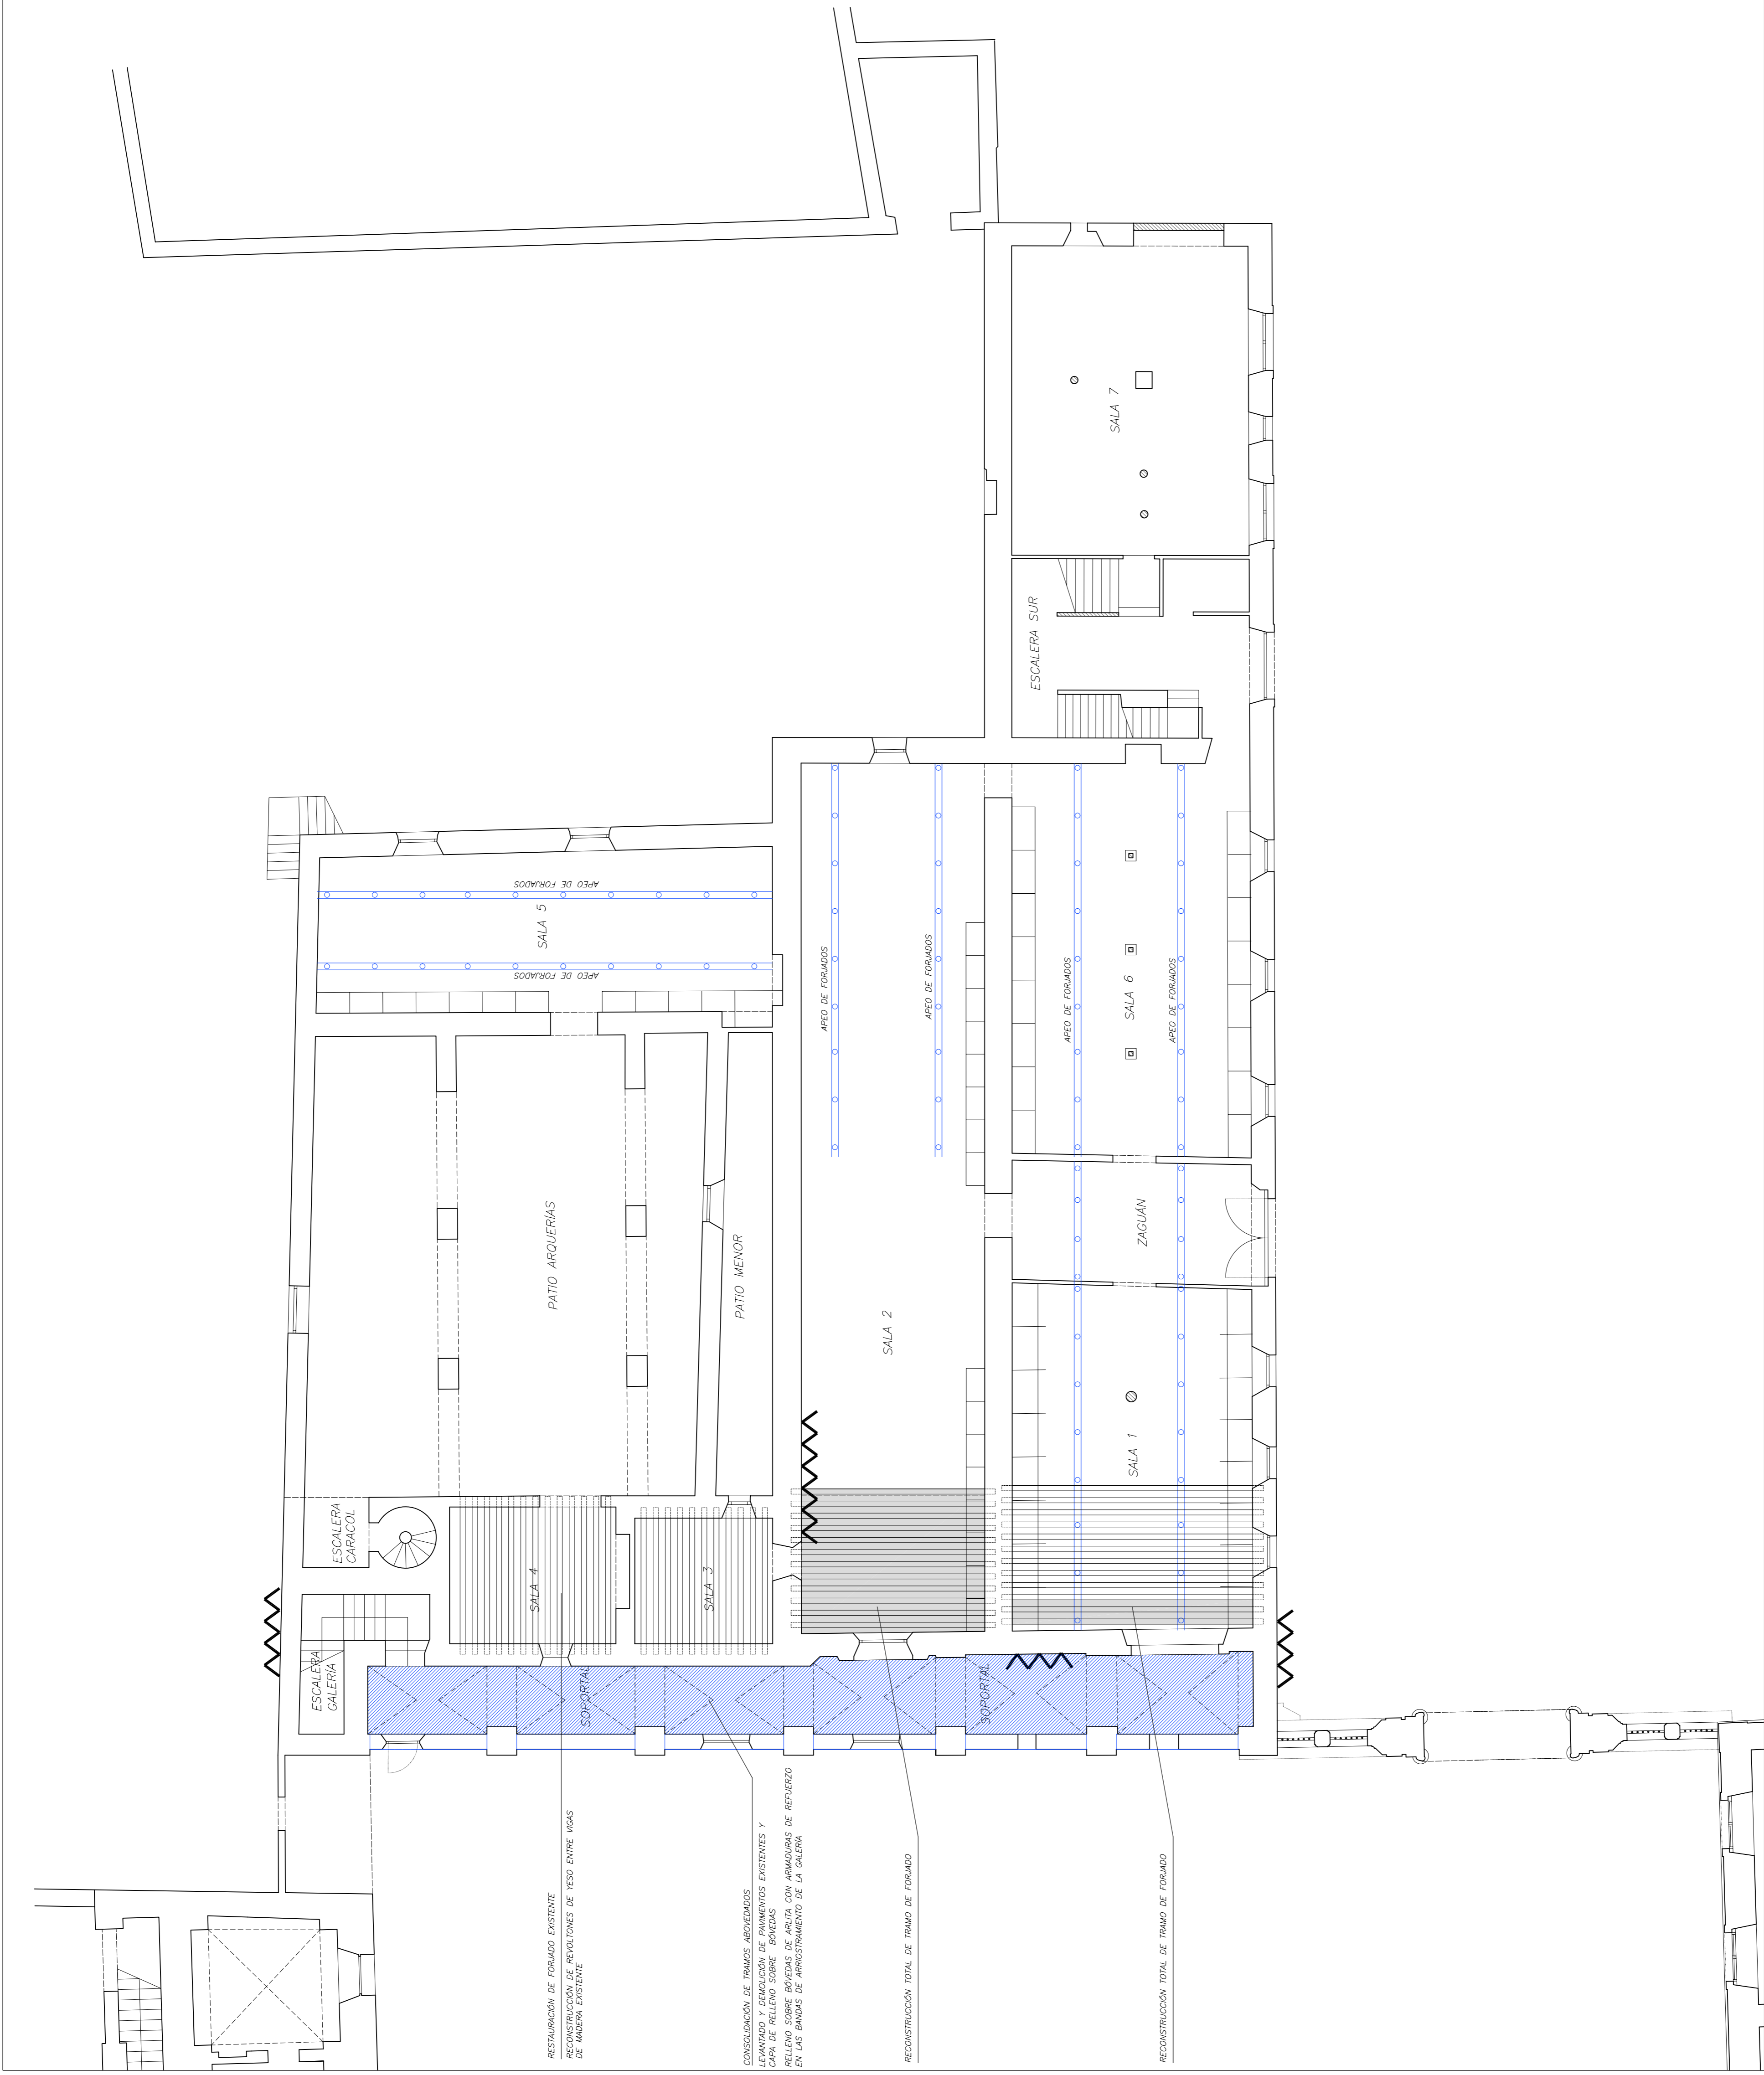 SALA 7
ESCALERA SUR
APEO DE FORJADOS
SALA 5
APEO DE FORJADOS
APEO DE FORJADOS
APEO DE FORJADOS
APEO DE FORJADOS
SALA 6
APEO DE FORJADOS
PATIO ARQUERÍAS
PATIO MENOR
ZAGUÁN
SALA 2
SALA 1
ESCALERA
CARACOL
SALA 4
SALA 3
ESCALERA
GALERÍA
SOPORTAL
SOPORTAL
RESTAURACIÓN DE FORJADO EXISTENTE
RECONSTRUCCIÓN DE REVOLTONES DE YESO ENTRE VIGAS
DE MADERA EXISTENTE
CONSOLIDACIÓN DE TRAMOS ABOVEDADOS
LEVANTADO Y DEMOLICIÓN DE PAVIMENTOS EXISTENTES Y
CAPA DE RELLENO SOBRE BÓVEDAS
RELLENO SOBRE BÓVEDAS DE ARLITA CON ARMADURAS DE REFUERZO
EN LAS BANDAS DE ARRIOSTRAMIENTO DE LA GALERÍA
RECONSTRUCCIÓN TOTAL DE TRAMO DE FORJADO
RECONSTRUCCIÓN TOTAL DE TRAMO DE FORJADO